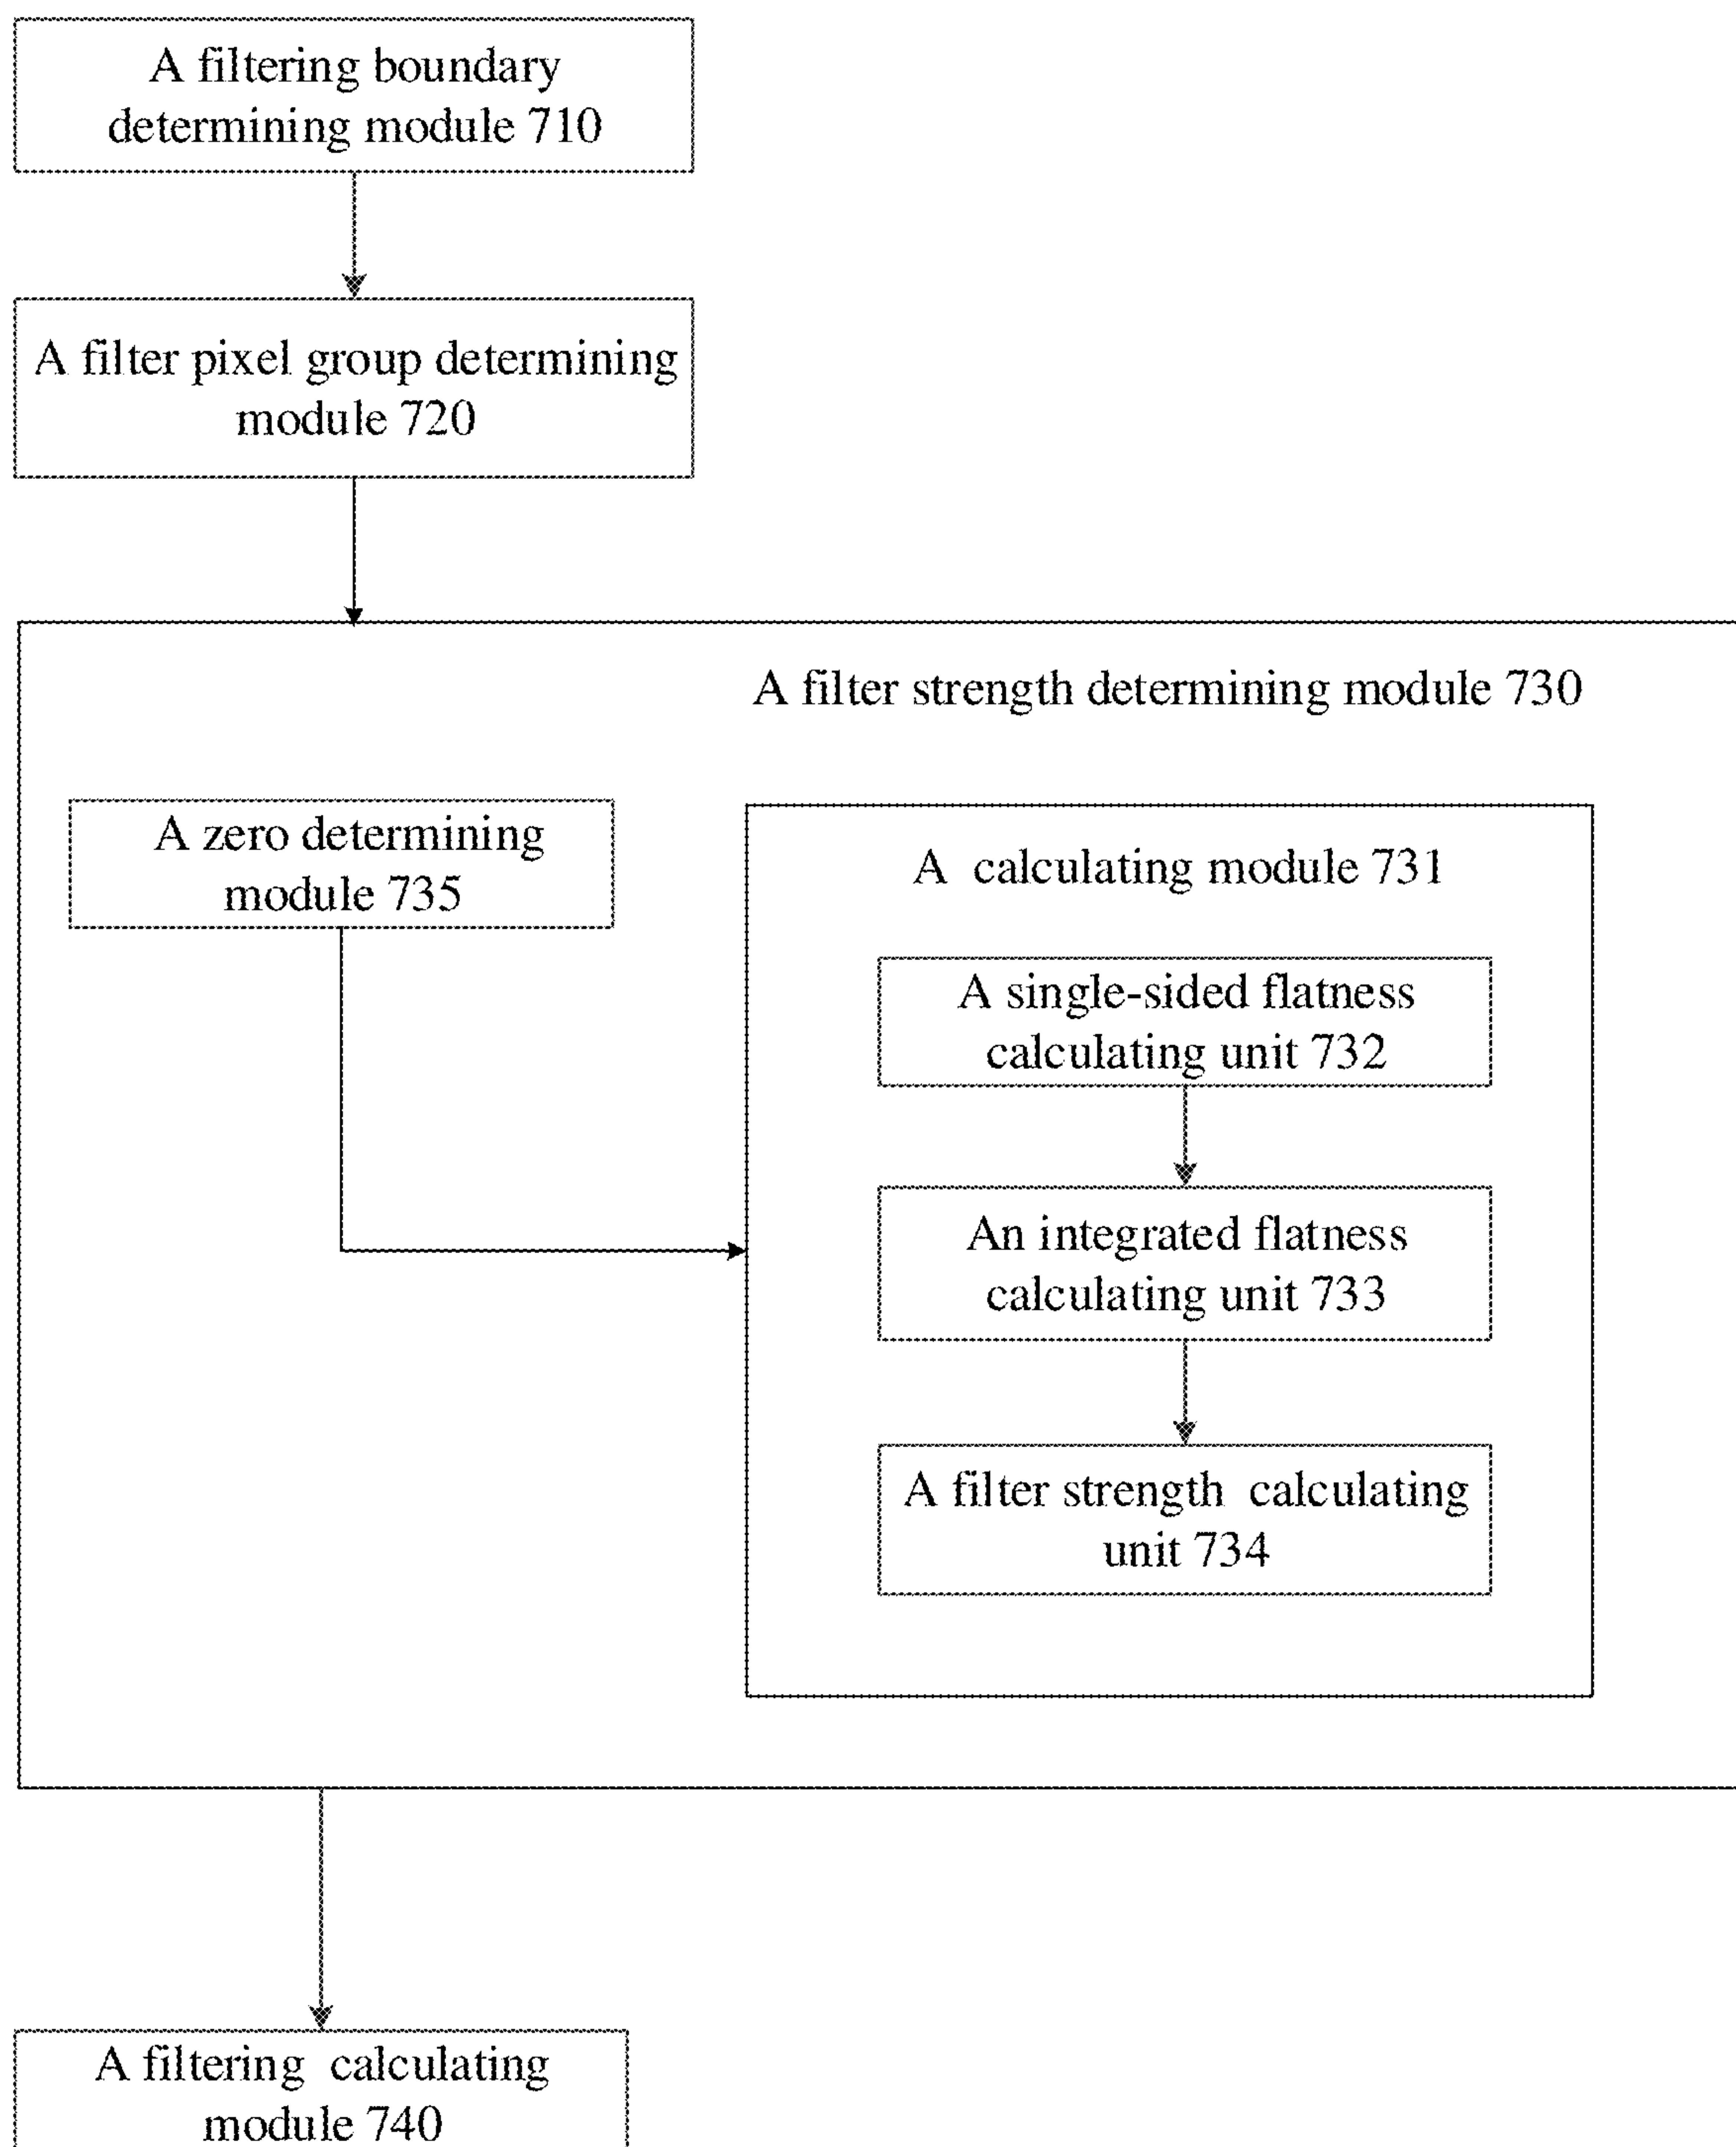 A filtering boundary
determining module 710
A filter pixel group determining
module 720
A filter strength determining module 730
A zero determining
module 735
A calculating module 731
A single-sided flatness
calculating unit 732
An integrated flatness
calculating unit 733
A filter strength calculating
unit 734
A filtering calculating
module 740